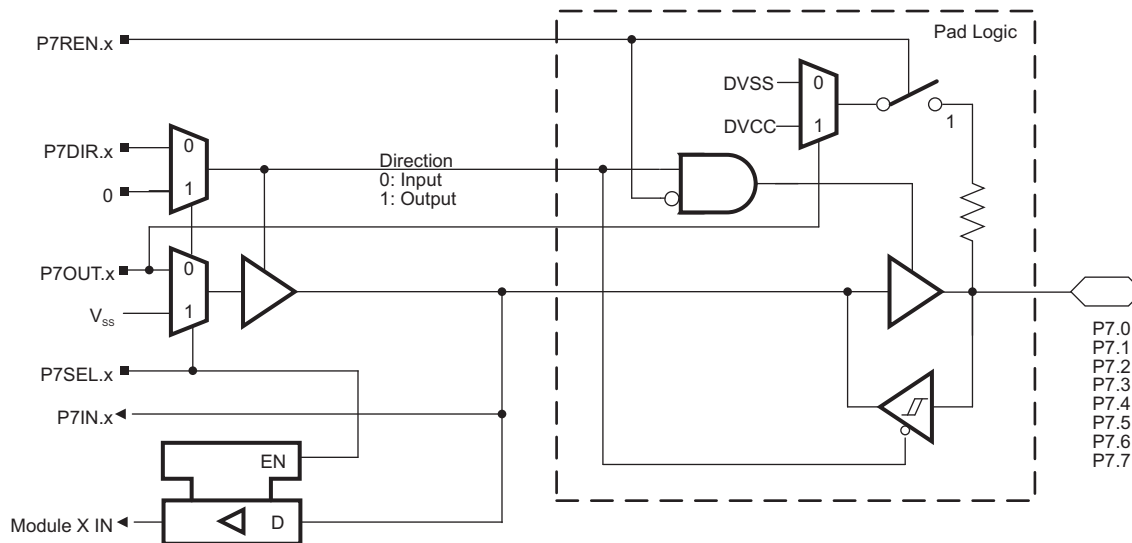 Pad Logic
P7REN.x
DVSS
0
DVCC
1
1
P7DIR.x
0
0
1
Direction
0: Input
1: Output
P7OUT.x
0
VSS
1
P7SEL.x
P7IN.x
EN
Module X IN
D
P7.0
P7.1
P7.2
P7.3
P7.4
P7.5
P7.6
P7.7